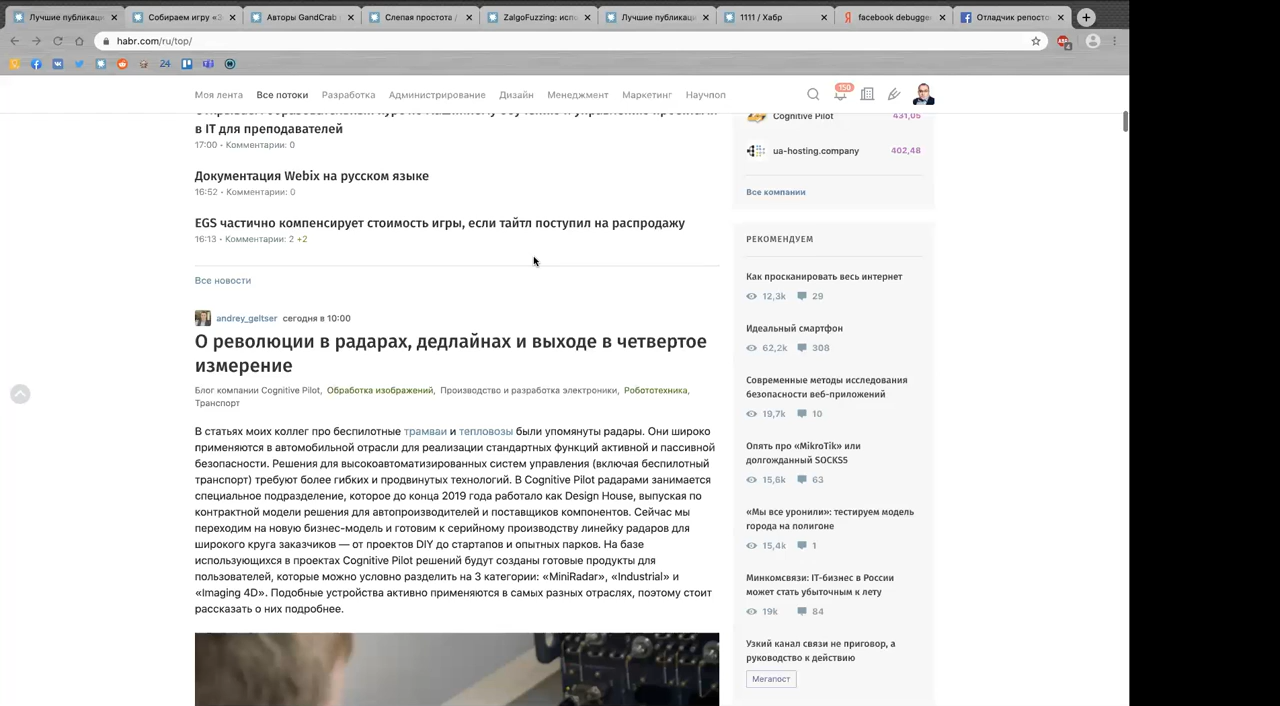 Лучшие публикаци
Собираем игру «2
Авторы GandCrab
Слепая простота /
ZalgoFuzzing: исп
Лучшие публикаци
1111 / Хабр
facebook debugger
Отладчик репосто
habr.com/ru/top/
4
24
Моя лента
Все потоки
Разработка
Администрирование
Дизайн
Менеджмент
Маркетинг
Научпоп
150
в IT для преподавателей
17:00 • Комментарии: 0
Документация Webix на русском языке
16:52 • Комментарии: 0
EGS частично компенсирует стоимость игры, если тайтл поступил на распродажу
16:13 • Комментарии: 2 +2
Все новости
andrey_geltser сегодня в 10:00
О революции в радарах, дедлайнах и выходе в четвертое
измерение
Блог компании Cognitive Pilot, Обработка изображений, Производство и разработка электроники, Робототехника,
Транспорт
В статьях моих коллег про беспилотные трамваи и тепловозы были упомянуты радары. Они широко
применяются в автомобильной отрасли для реализации стандартных функций активной и пассивной
безопасности. Решения для высокоавтоматизированных систем управления (включая беспилотный
транспорт) требуют более гибких и продвинутых технологий. В Cognitive Pilot радарами занимается
специальное подразделение, которое до конца 2019 года работало как Design House, выпуская по
контрактной модели решения для автопроизводителей и поставщиков компонентов. Сейчас мы
переходим на новую бизнес-модель и готовим к серийному производству линейку радаров для
широкого круга заказчиков — от проектов DIY до стартапов и опытных парков. На базе
использующихся в проектах Cognitive Pilot решений будут созданы готовые продукты для
пользователей, которые можно условно разделить на 3 категории: «MiniRadar», «Industrial» и
«Imaging 4D». Подобные устройства активно применяются в самых разных отраслях, поэтому стоит
рассказать о них подробнее.
Cognitive Pilot 431,05
ua-hosting.company 402,48
Все компании
РЕКОМЕНДУЕМ
Как просканировать весь интернет
12,3k 29
Идеальный смартфон
62,2k 308
Современные методы исследования
безопасности веб-приложений
19,7k 10
Опять про «MikroTik» или
долгожданный SOCKS5
15,6k 63
«Мы все уронили»: тестируем модель
города на полигоне
15,4k 1
Минкомсвязи: IT-бизнес в России
может стать убыточным к лету
19k 84
Узкий канал связи не приговор, а
руководство к действию
Мегапост